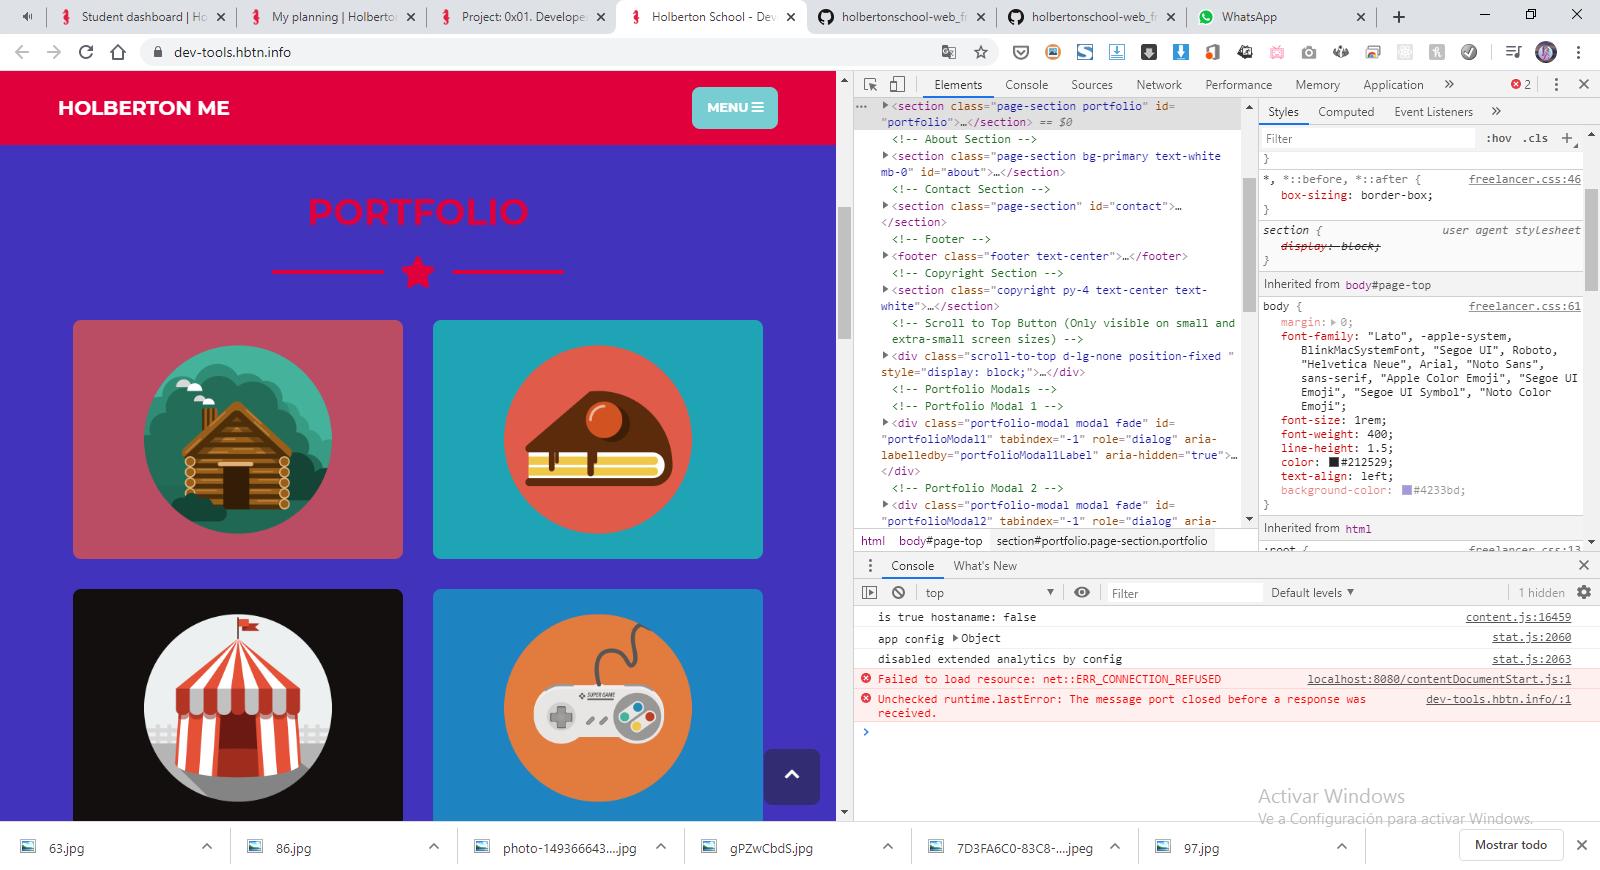 Student dashboard | Ho
My planning | Holberton
Project: 0x01. Develope
Holberton School - Dev
holbertonschool-web_fr
holbertonschool-web_fr
WhatsApp
dev-tools.hbtn.info
HOLBERTON ME
MENU
PORTFOLIO
SUPER GAME
Elements
Console
Sources
Network
Performance
Memory
Application
2
<section class="page-section portfolio" id=
"portfolio">…</section> == $0
<!-- About Section -->
<section class="page-section bg-primary text-white
mb-0" id="about">…</section>
<!-- Contact Section -->
<section class="page-section" id="contact">…
</section>
<!-- Footer -->
<footer class="footer text-center">…</footer>
<!-- Copyright Section -->
<section class="copyright py-4 text-center text-
white">…</section>
<!-- Scroll to Top Button (Only visible on small and
extra-small screen sizes) -->
<div class="scroll-to-top d-lg-none position-fixed "
style="display: block;">…</div>
<!-- Portfolio Modals -->
<!-- Portfolio Modal 1 -->
<div class="portfolio-modal modal fade" id=
"portfolioModal1" tabindex="-1" role="dialog" aria-
labelledby="portfolioModal1Label" aria-hidden="true">…
</div>
<!-- Portfolio Modal 2 -->
<div class="portfolio-modal modal fade" id=
"portfolioModal2" tabindex="-1" role="dialog" aria-
html body#page-top section#portfolio.page-section.portfolio
Styles
Computed
Event Listeners
Filter
:hov .cls
}
*, *::before, *::after { freelancer.css:46
box-sizing: border-box;
}
section { user agent stylesheet
display: block;
}
Inherited from body#page-top
body { freelancer.css:61
margin: 0;
font-family: "Lato", -apple-system,
BlinkMacSystemFont, "Segoe UI", Roboto,
"Helvetica Neue", Arial, "Noto Sans",
sans-serif, "Apple Color Emoji", "Segoe UI
Emoji", "Segoe UI Symbol", "Noto Color
Emoji";
font-size: 1rem;
font-weight: 400;
line-height: 1.5;
color: #212529;
text-align: left;
background-color: #4233bd;
}
Inherited from html
:root { freelancer.css:13
Console
What's New
top
Filter
Default levels
1 hidden
is true hostaname: false content.js:16459
app config Object stat.js:2060
disabled extended analytics by config stat.js:2063
Failed to load resource: net::ERR_CONNECTION_REFUSED localhost:8080/contentDocumentStart.js:1
Unchecked runtime.lastError: The message port closed before a response was dev-tools.hbtn.info/:1
received.
Activar Windows
Ve a Configuración para activar Windows.
63.jpg
86.jpg
photo-149366643....jpg
gPZwCbdS.jpg
7D3FA6C0-83C8-....jpeg
97.jpg
Mostrar todo